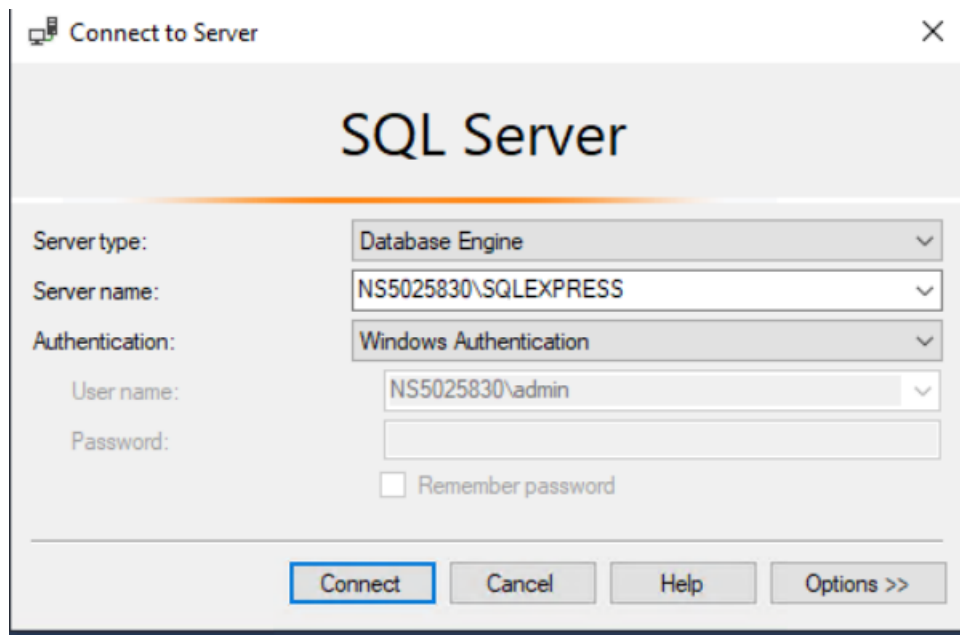 Connect to Server
SQL Server
Server type: Database Engine
Server name: NS5025830\SQLEXPRESS
Authentication: Windows Authentication
User name: NS5025830\admin
Password:
Remember password
Connect Cancel Help Options >>